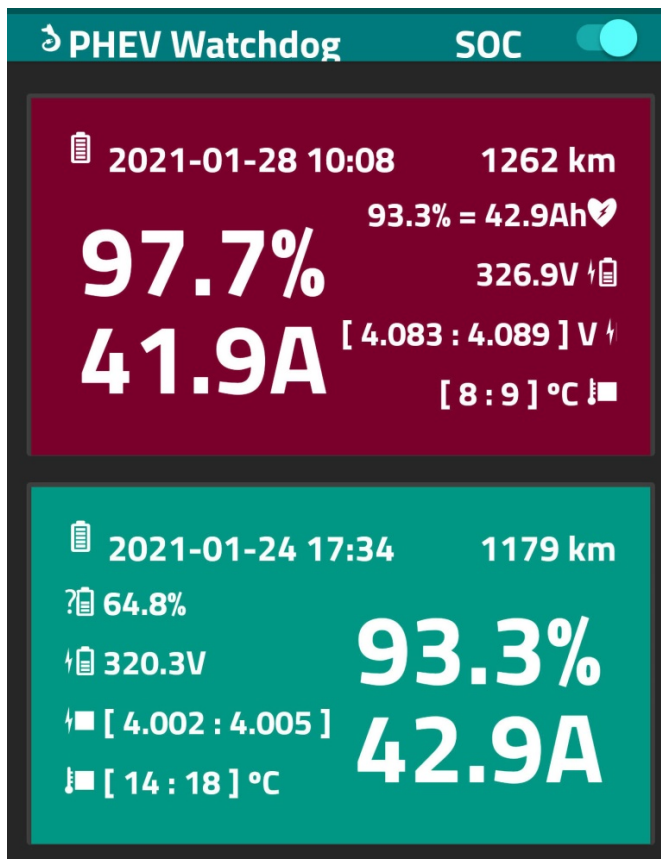 PHEV Watchdog SOC
2021-01-28 10:08 1262 km
93.3% = 42.9Ah
97.7%
326.9V
41.9A
[ 4.083 : 4.089 ] V
[ 8 : 9 ] ºC
2021-01-24 17:34 1179 km
?
64.8%
93.3%
320.3V
[ 4.002 : 4.005 ]
42.9A
[ 14 : 18 ] ºC